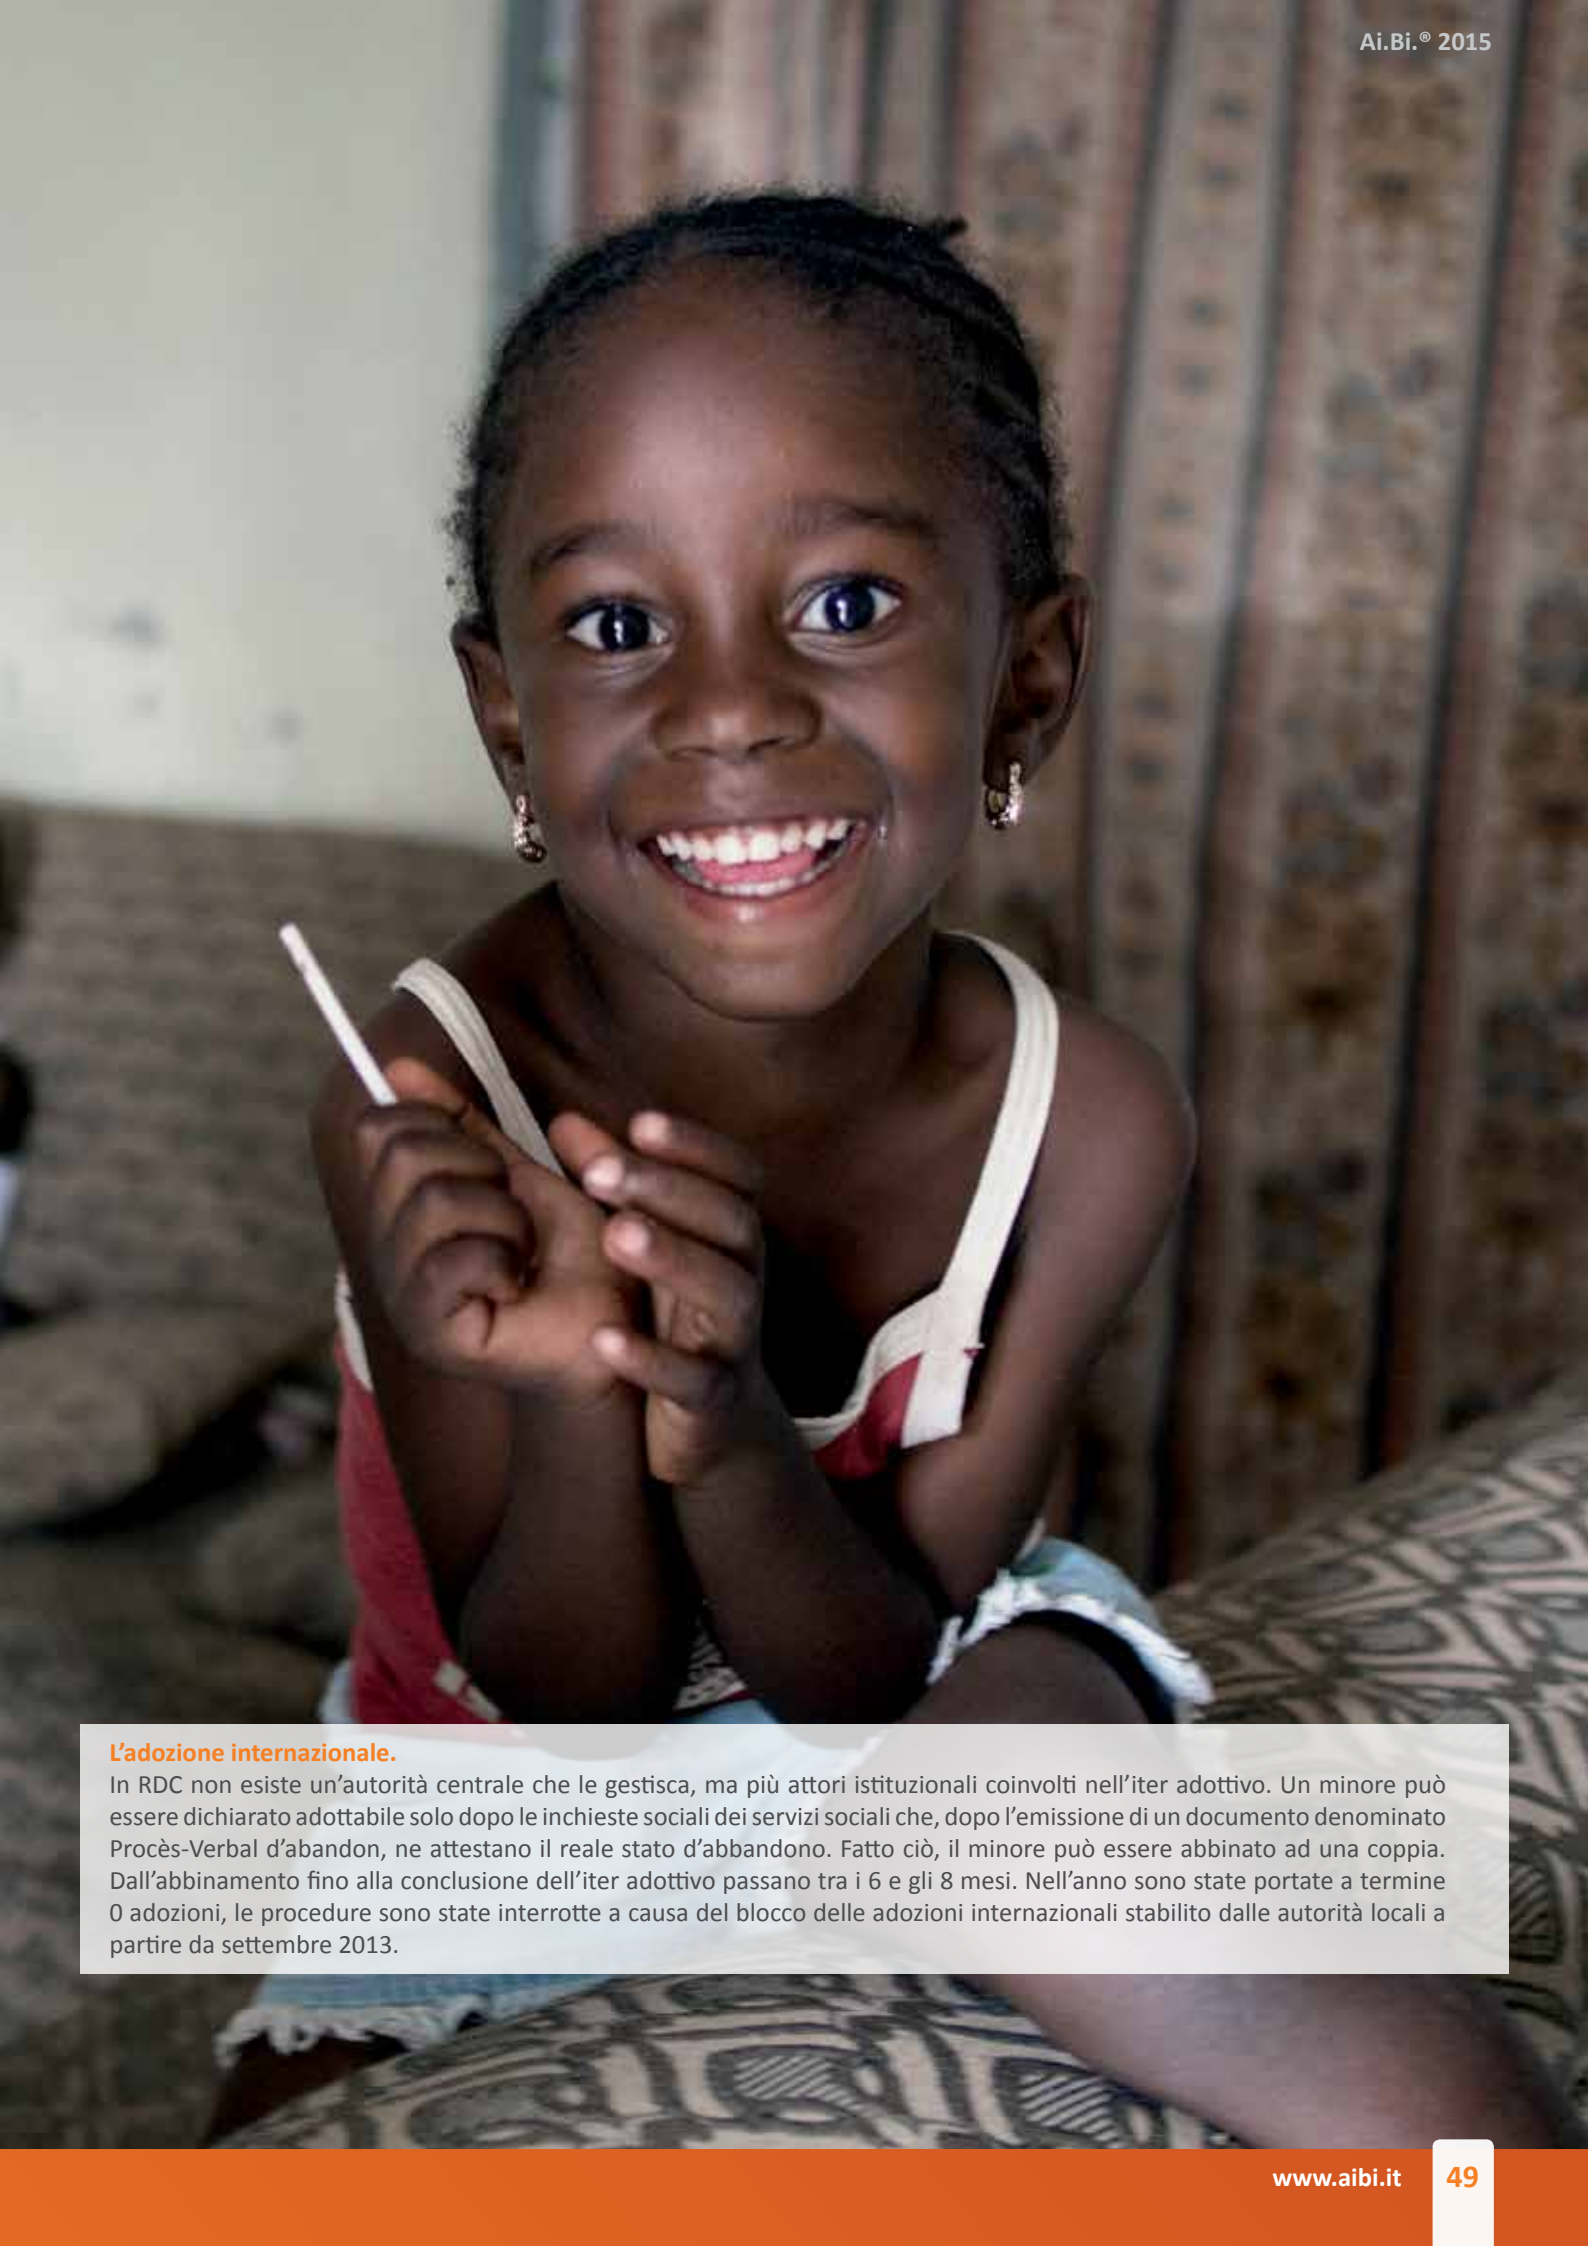 Ai.Bi.® 2015
L’adozione internazionale.
In RDC non esiste un’autorità centrale che le gestisca, ma più attori istituzionali coinvolti nell’iter adottivo. Un minore può
essere dichiarato adottabile solo dopo le inchieste sociali dei servizi sociali che, dopo l’emissione di un documento denominato
Procès-Verbal d’abandon, ne attestano il reale stato d’abbandono. Fatto ciò, il minore può essere abbinato ad una coppia.
Dall’abbinamento fino alla conclusione dell’iter adottivo passano tra i 6 e gli 8 mesi. Nell’anno sono state portate a termine
0 adozioni, le procedure sono state interrotte a causa del blocco delle adozioni internazionali stabilito dalle autorità locali a
partire da settembre 2013.
www.aibi.it
49